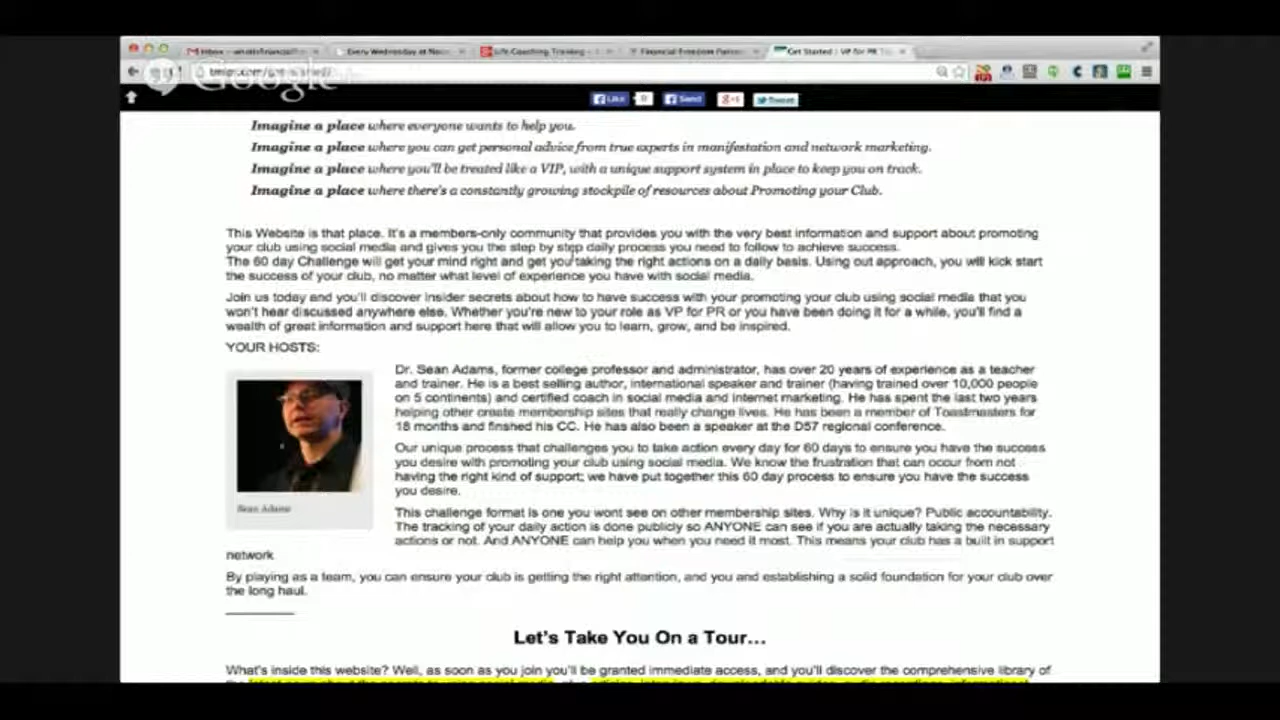 Every Wednesday at
Life Coaching Training
Financial Freedom
Get Started | VP for PR
Google
Like 0 Send +1 Tweet
Imagine a place where everyone wants to help you.
Imagine a place where you can get personal advice from true experts in manifestation and network marketing.
Imagine a place where you'll be treated like a VIP, with a unique support system in place to keep you on track.
Imagine a place where there's a constantly growing stockpile of resources about Promoting your Club.
This Website is that place. It's a members-only community that provides you with the very best information and support about promoting
your club using social media and gives you the step by step daily process you need to follow to achieve success.
The 60 day Challenge will get your mind right and get you taking the right actions on a daily basis. Using out approach, you will kick start
the success of your club, no matter what level of experience you have with social media.
Join us today and you'll discover insider secrets about how to have success with your promoting your club using social media that you
won't hear discussed anywhere else. Whether you're new to your role as VP for PR or you have been doing it for a while, you'll find a
wealth of great information and support here that will allow you to learn, grow, and be inspired.
YOUR HOSTS:
Dr. Sean Adams, former college professor and administrator, has over 20 years of experience as a teacher
and trainer. He is a best selling author, international speaker and trainer (having trained over 10,000 people
on 5 continents) and certified coach in social media and internet marketing. He has spent the last two years
helping other create membership sites that really change lives. He has been a member of Toastmasters for
18 months and finshed his CC. He has also been a speaker at the D57 regional conference.
Our unique process that challenges you to take action every day for 60 days to ensure you have the success
you desire with promoting your club using social media. We know the frustration that can occur from not
having the right kind of support; we have put together this 60 day process to ensure you have the success
you desire.
Sean Adams
This challenge format is one you wont see on other membership sites. Why is it unique? Public accountability.
The tracking of your daily action is done publicly so ANYONE can see if you are actually taking the necessary
actions or not. And ANYONE can help you when you need it most. This means your club has a built in support
network
By playing as a team, you can ensure your club is getting the right attention, and you and establishing a solid foundation for your club over
the long haul.
Let's Take You On a Tour...
What's inside this website? Well, as soon as you join you'll be granted immediate access, and you'll discover the comprehensive library of